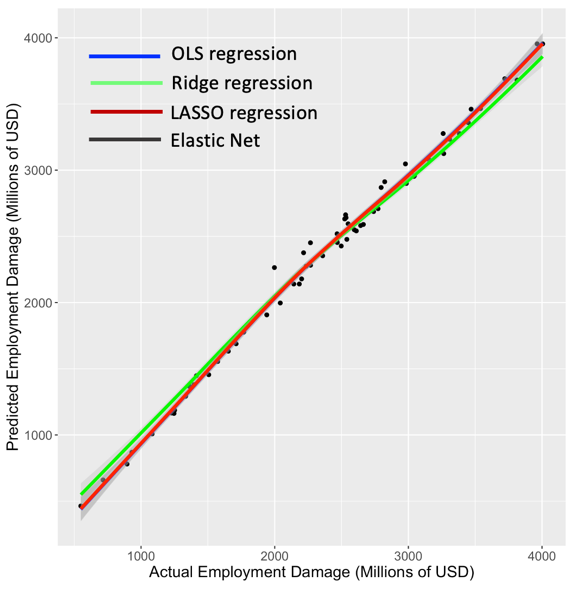 4000
3000
2000
1000
Predicted Employment Damage (Millions of USD)
OLS regression
Ridge regression
LASSO regression
Elastic Net
1000 2000 3000 4000
Actual Employment Damage (Millions of USD)